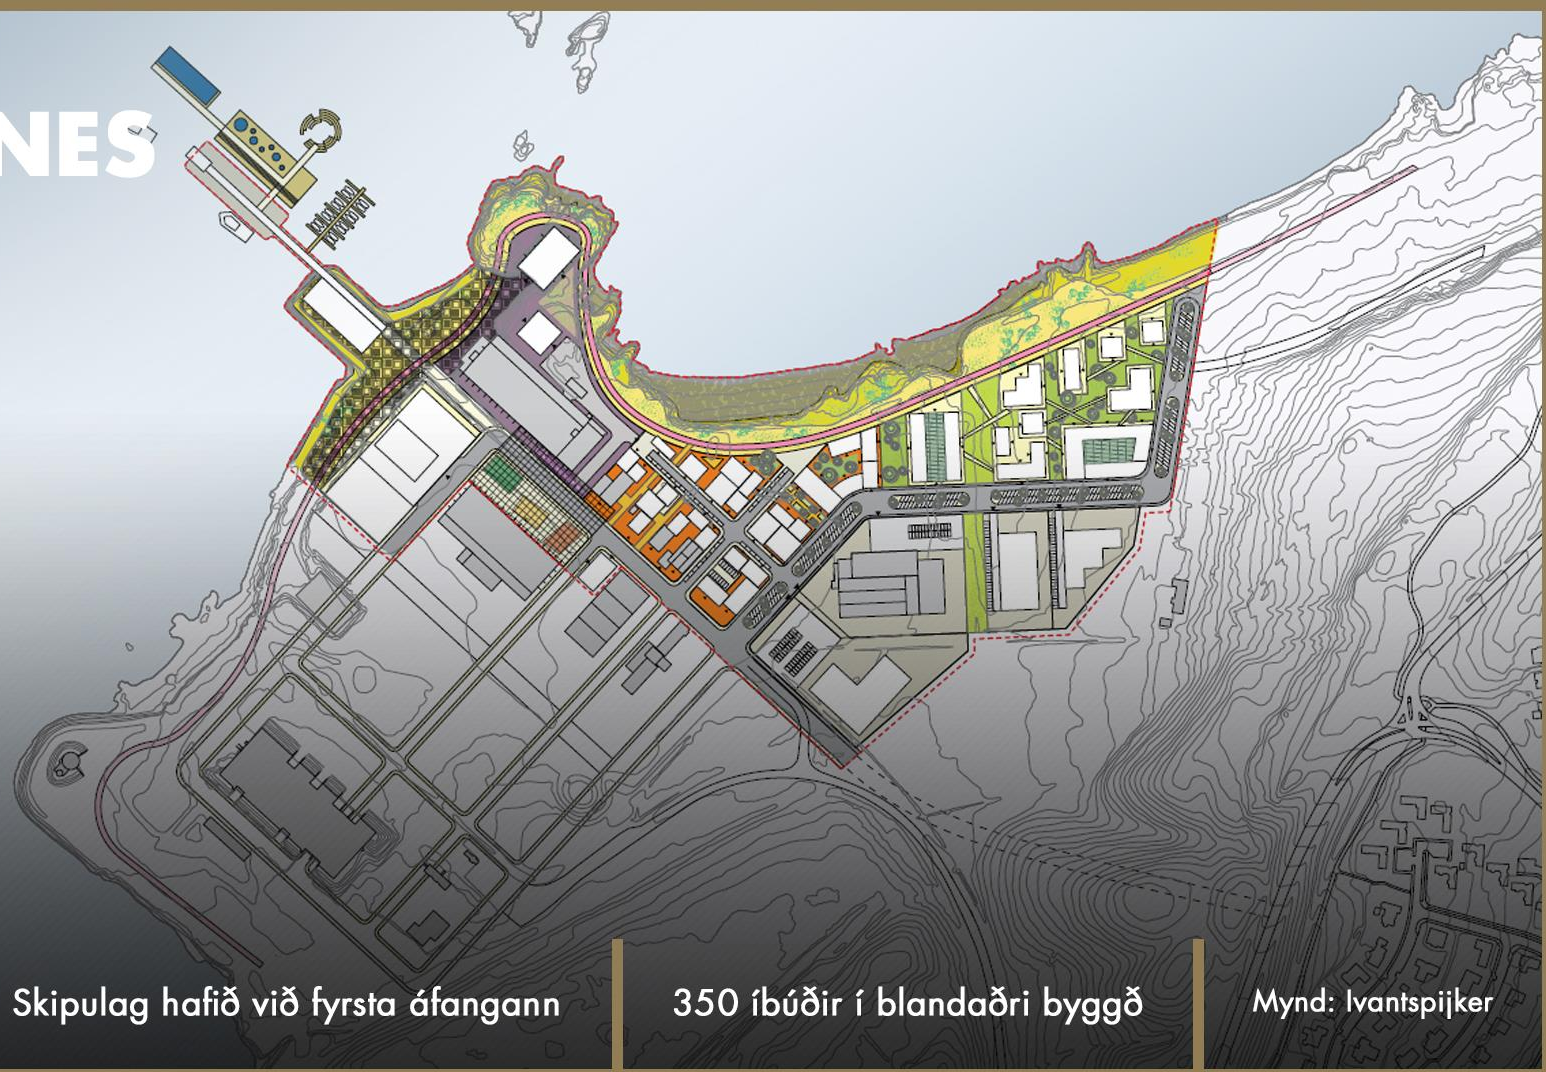 NES
Skipulag hafið við fyrsta áfangann
350 íbúðir í blandaðri byggð
Mynd: Ivantspijker